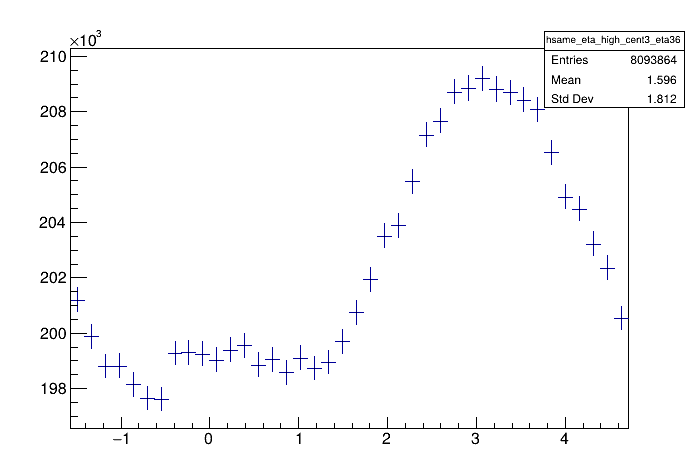 ×10³
hsame_eta_high_cent3_eta36
Entries 8093864
Mean 1.596
Std Dev 1.812
210
208
206
204
202
200
198
−1 0 1 2 3 4